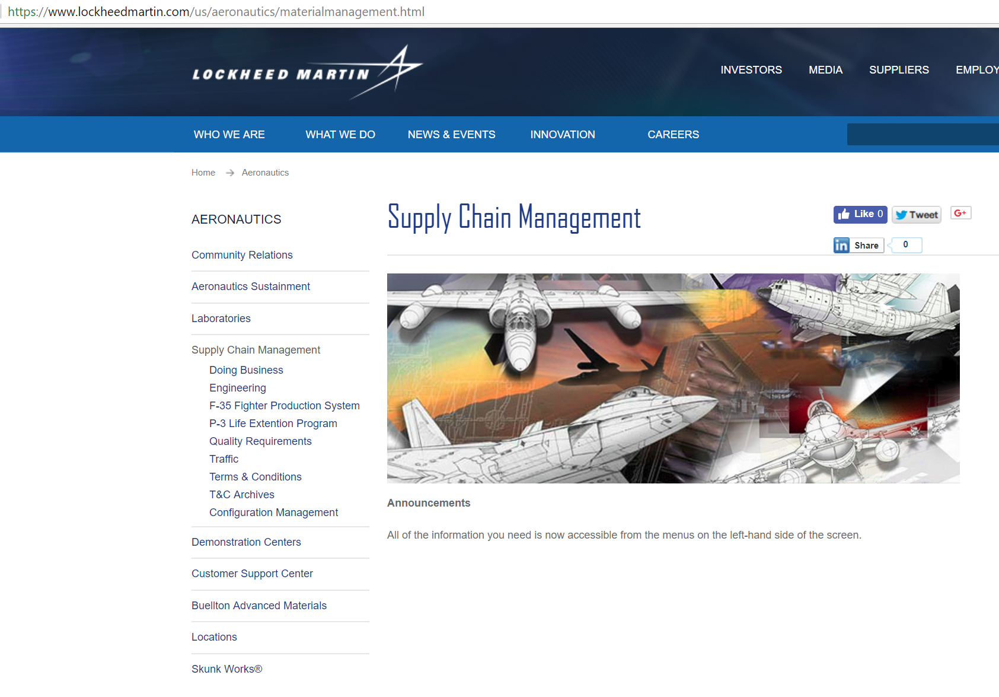 https://www.lockheedmartin.com/us/aeronautics/materialmanagement.html
LOCKHEED MARTIN
INVESTORS MEDIA SUPPLIERS EMPLOY
WHO WE ARE WHAT WE DO NEWS & EVENTS INNOVATION CAREERS
Home → Aeronautics
AERONAUTICS
Community Relations
Aeronautics Sustainment
Laboratories
Supply Chain Management
Doing Business
Engineering
F-35 Fighter Production System
P-3 Life Extention Program
Quality Requirements
Traffic
Terms & Conditions
T&C Archives
Configuration Management
Demonstration Centers
Customer Support Center
Buellton Advanced Materials
Locations
Skunk Works®
Supply Chain Management
Like 0 Tweet G+
in Share 0
Announcements
All of the information you need is now accessible from the menus on the left-hand side of the screen.